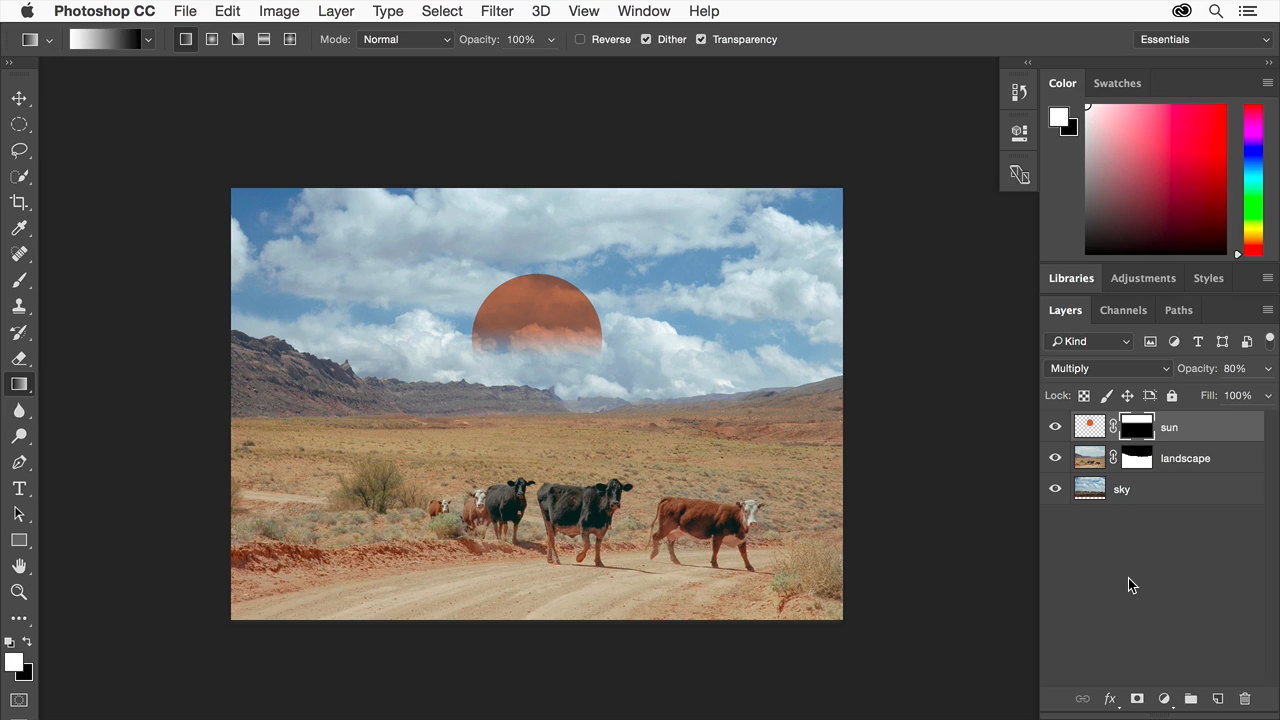 Photoshop CC File Edit Image Layer Type Select Filter 3D View Window Help
Mode: Normal Opacity: 100% Reverse Dither Transparency Essentials
Color Swatches
Libraries Adjustments Styles
Layers Channels Paths
Kind
Multiply Opacity: 80%
Lock: Fill: 100%
sun
landscape
sky
fx